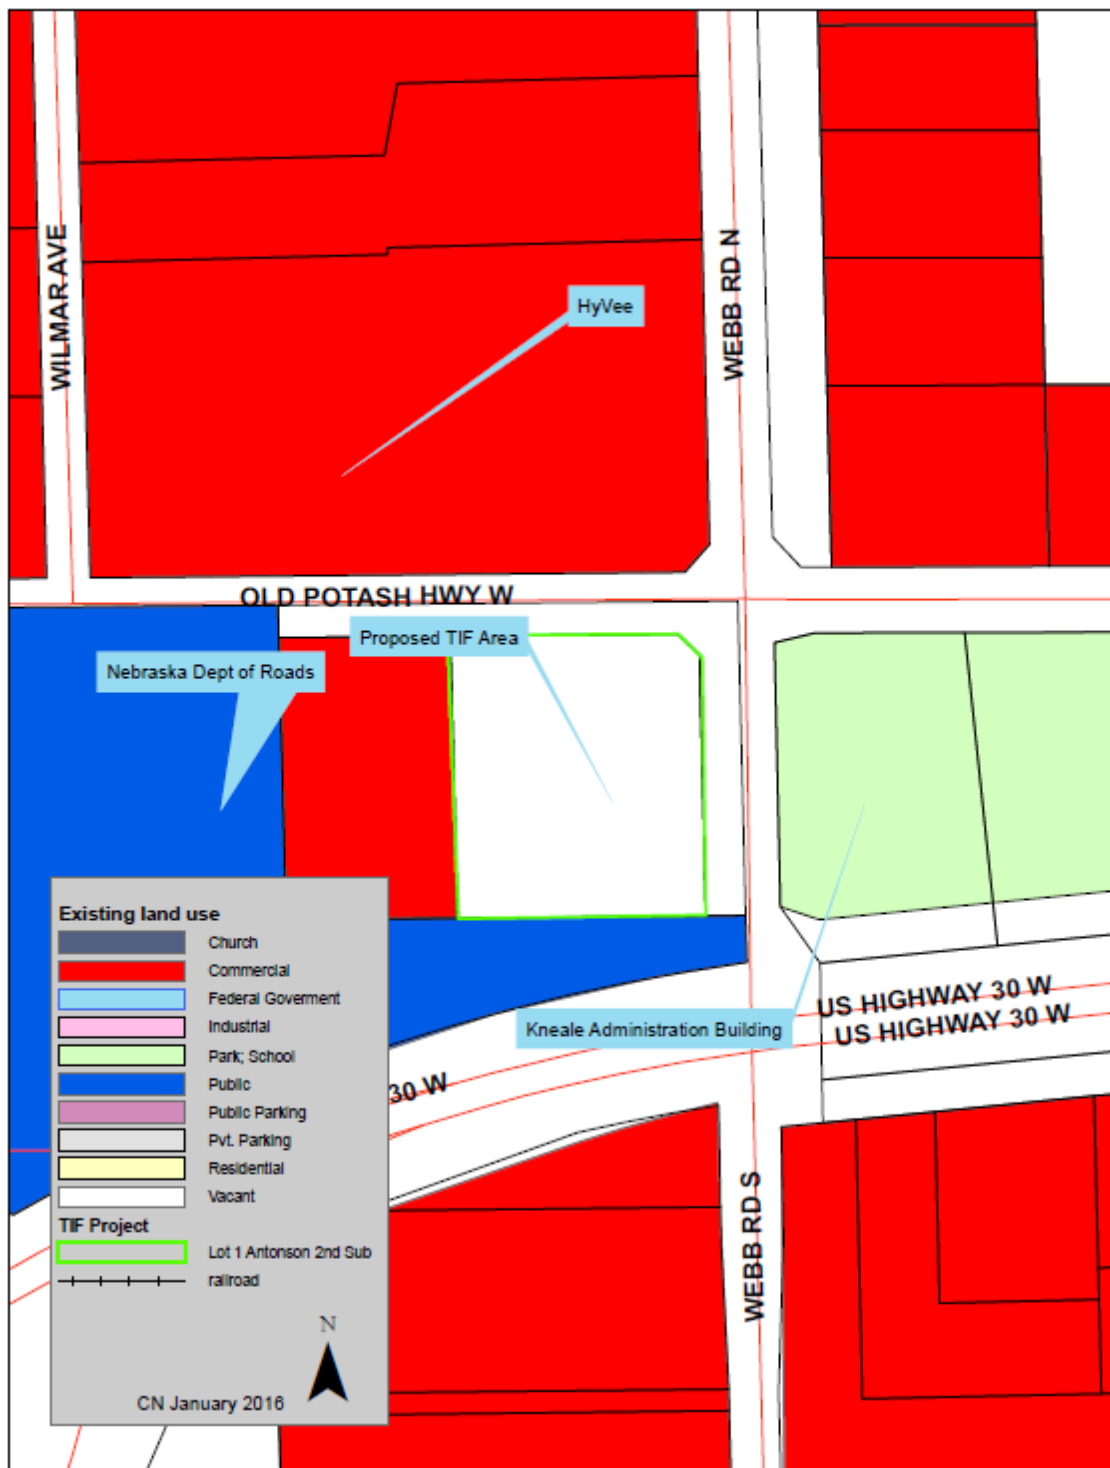 WILMAR AVE
WEBB RD N
HyVee
OLD POTASH HWY W
Proposed TIF Area
Nebraska Dept of Roads
Existing land use
Church
Commercial
Federal Goverment
Industrial
Park; School
Public
Public Parking
Pvt. Parking
Residential
Vacant
TIF Project
Lot 1 Antonson 2nd Sub
railroad
N
CN January 2016
US HIGHWAY 30 W
US HIGHWAY 30 W
Kneale Administration Building
30 W
WEBB RD S